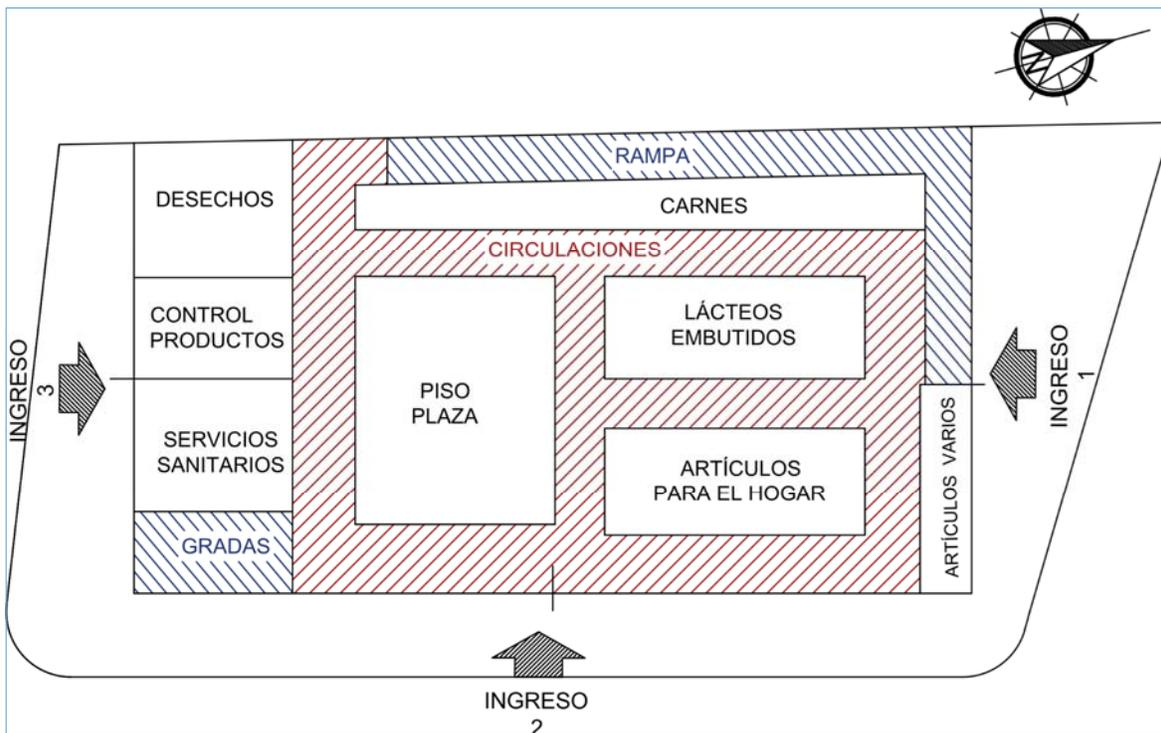 N
RAMPA
DESECHOS
CARNES
CIRCULACIONES
CONTROL
PRODUCTOS
LÁCTEOS
EMBUTIDOS
INGRESO
3
PISO
PLAZA
INGRESO
1
SERVICIOS
SANITARIOS
ARTÍCULOS
PARA EL HOGAR
ARTÍCULOS VARIOS
GRADAS
INGRESO
2